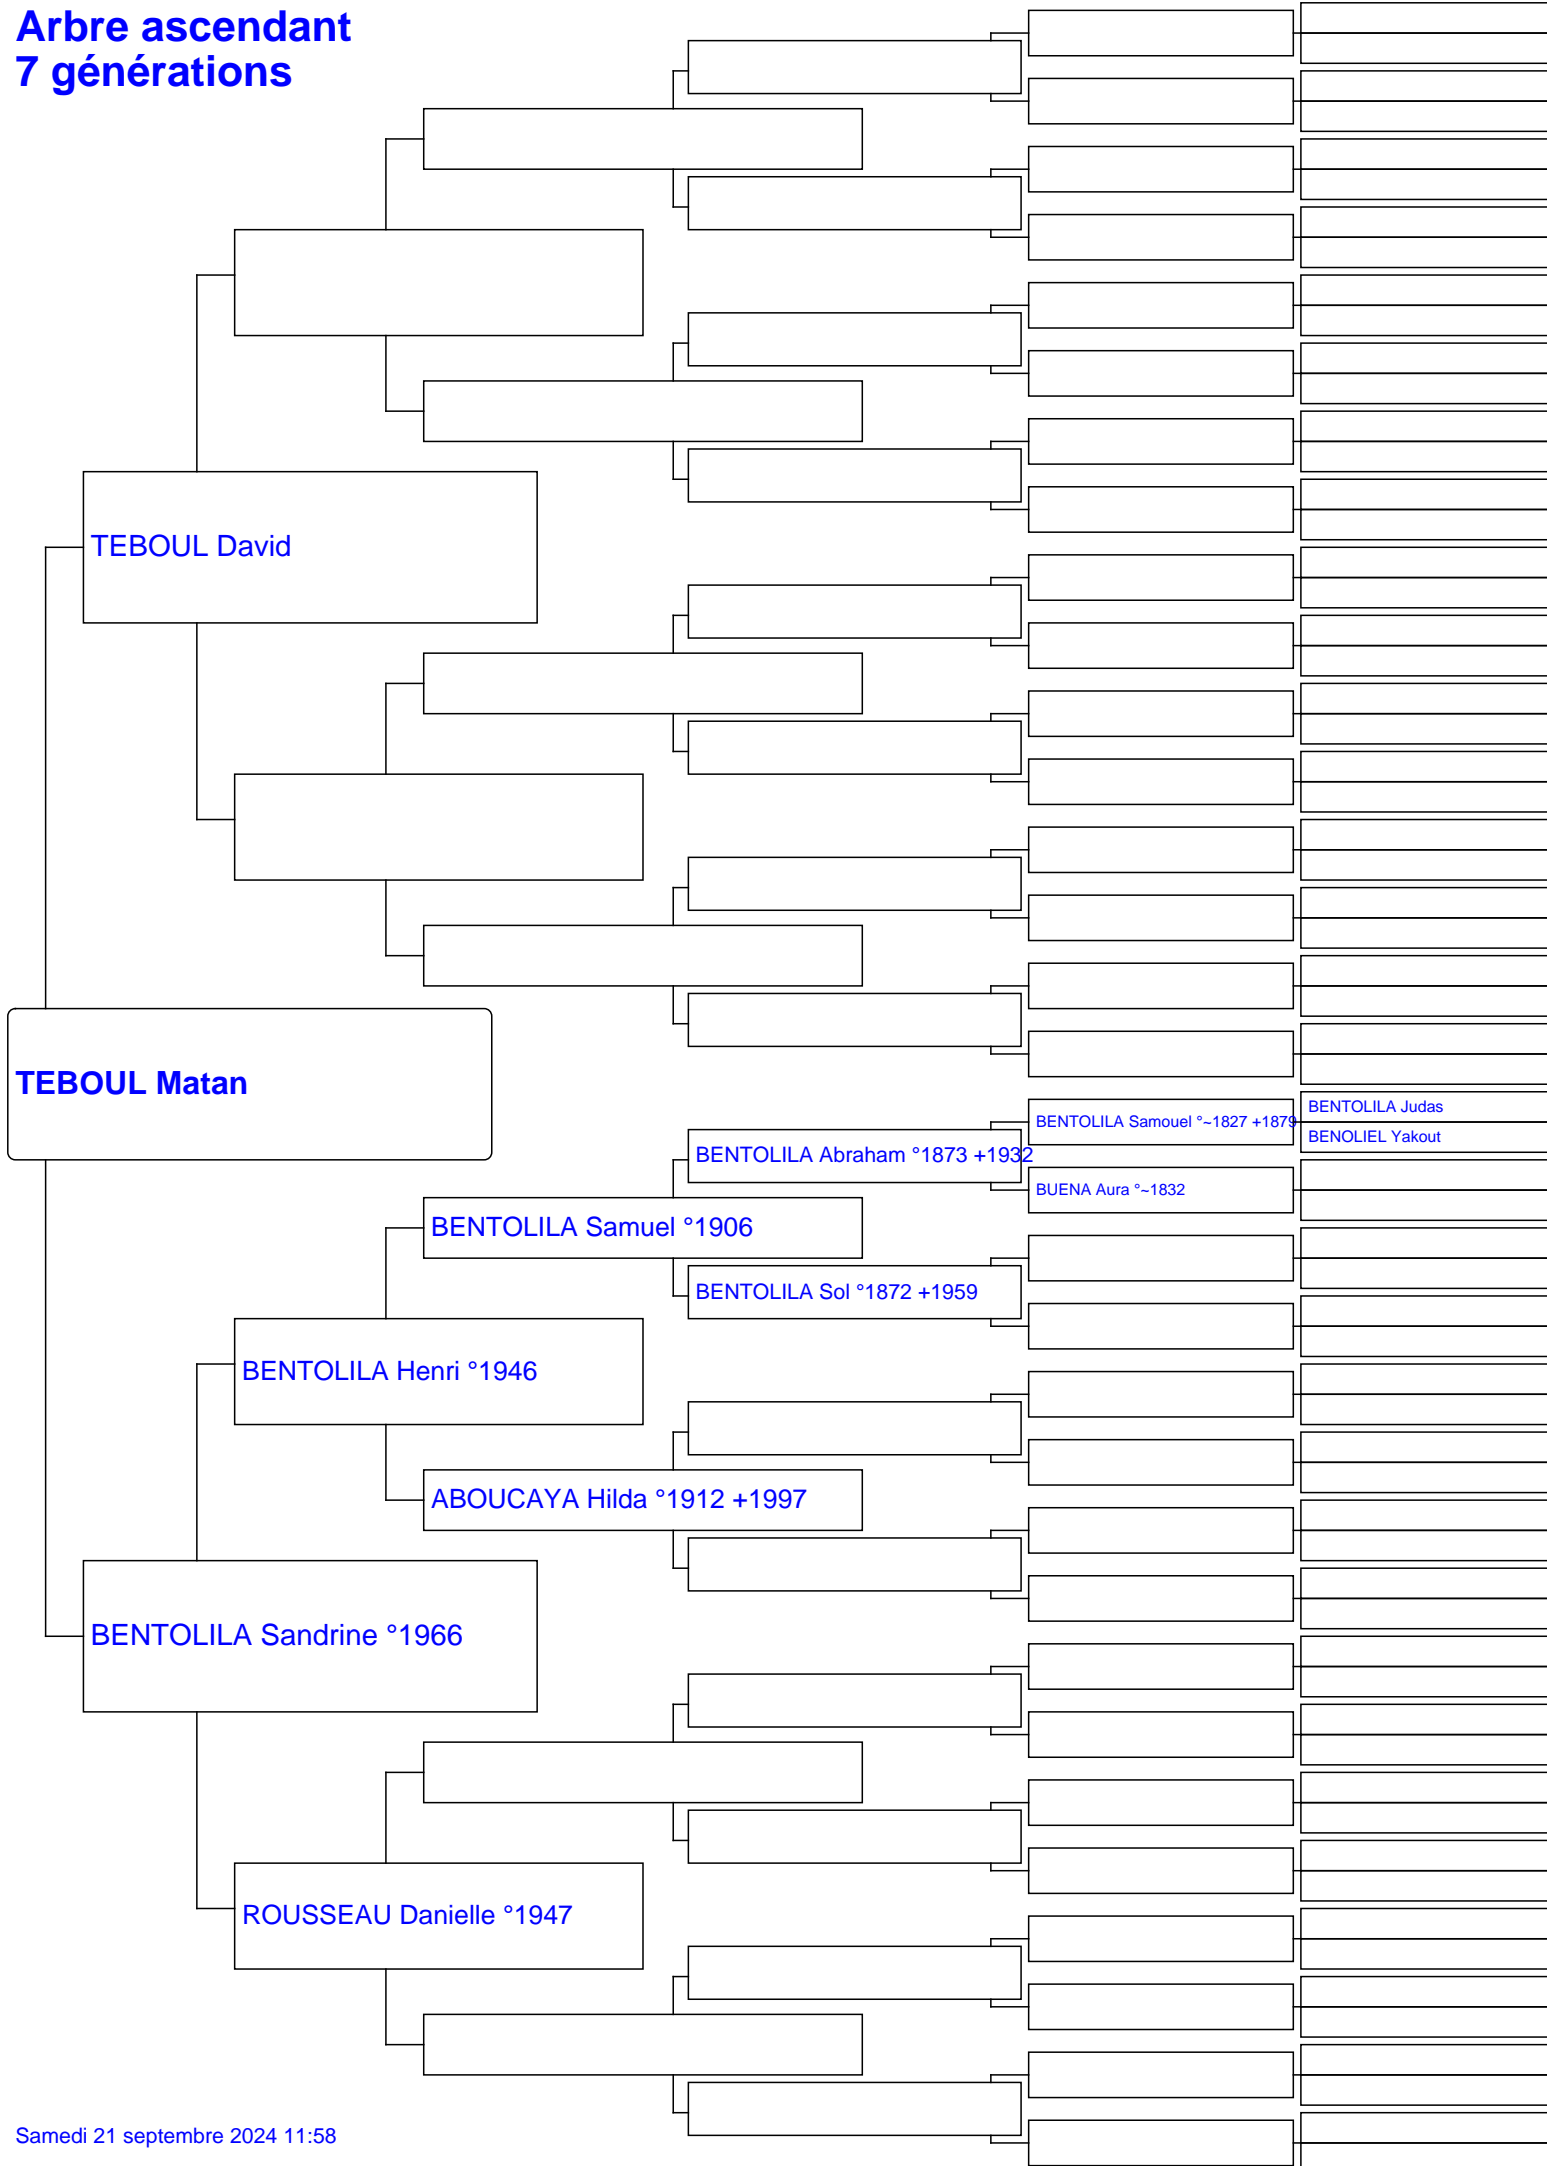 Arbre ascendant
7 générations
TEBOUL David
TEBOUL Matan
BENTOLILA Judas
BENTOLILA Samouel °~1827 +1879
BENOLIEL Yakout
BENTOLILA Abraham °1873 +1932
BUENA Aura °~1832
BENTOLILA Samuel °1906
BENTOLILA Sol °1872 +1959
BENTOLILA Henri °1946
ABOUCAYA Hilda °1912 +1997
BENTOLILA Sandrine °1966
ROUSSEAU Danielle °1947
Samedi 21 septembre 2024 11:58